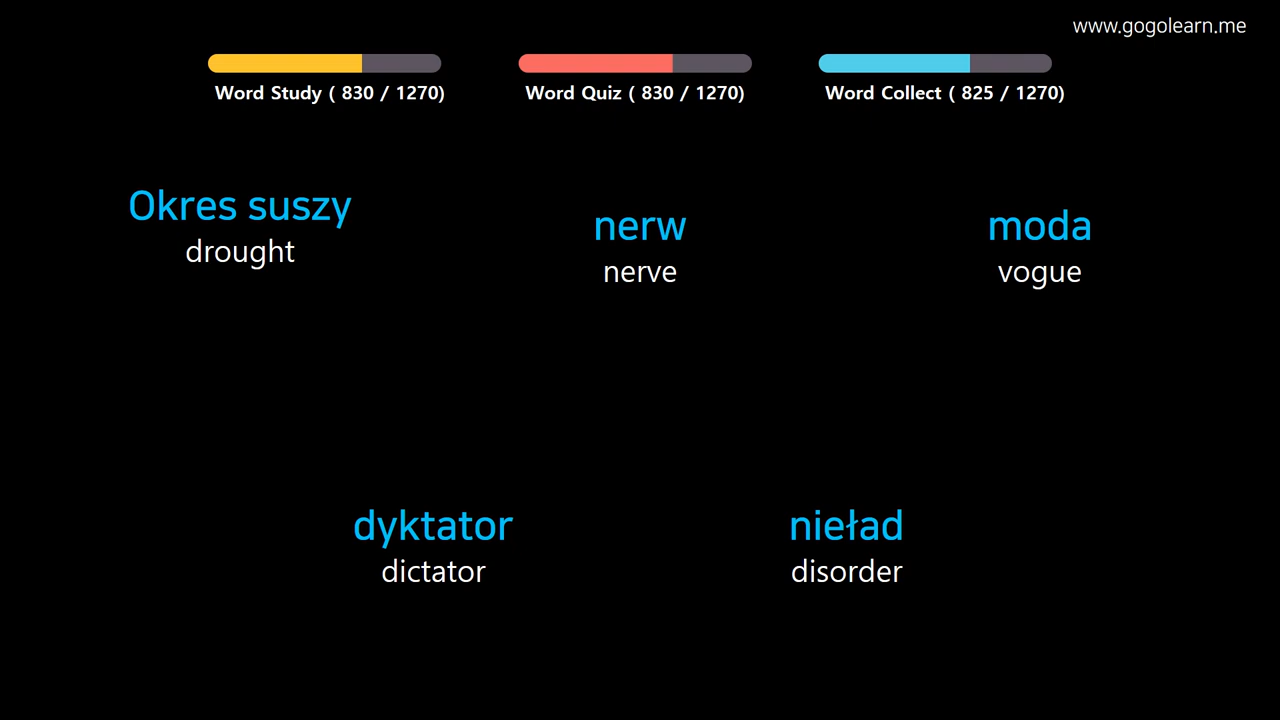 www.gogolearn.me
Word Study ( 830 / 1270)
Word Quiz ( 830 / 1270)
Word Collect ( 825 / 1270)
Okres suszy
drought
nerw
nerve
moda
vogue
dyktator
dictator
nieład
disorder